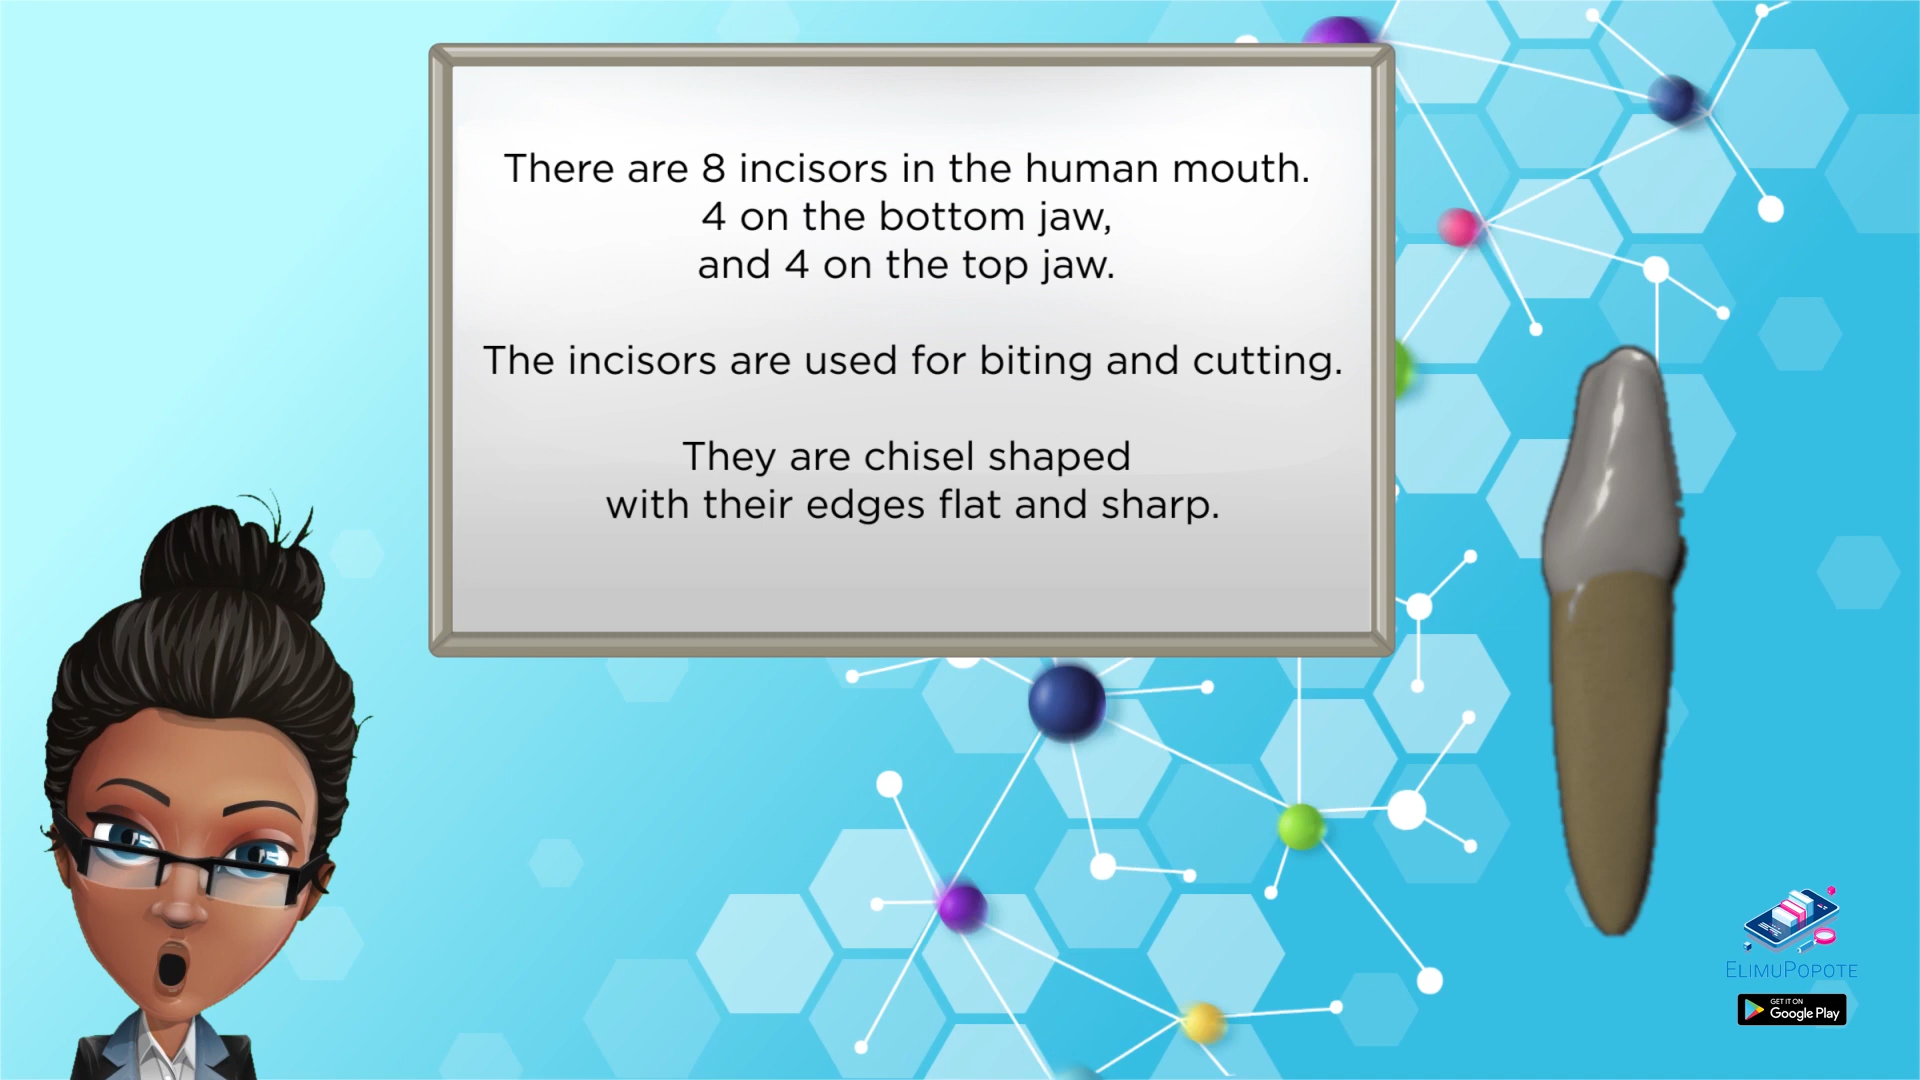 There are 8 incisors in the human mouth.
4 on the bottom jaw,
and 4 on the top jaw.
The incisors are used for biting and cutting.
They are chisel shaped
with their edges flat and sharp.
ELIMUPOPOTE
GET IT ON
Google Play